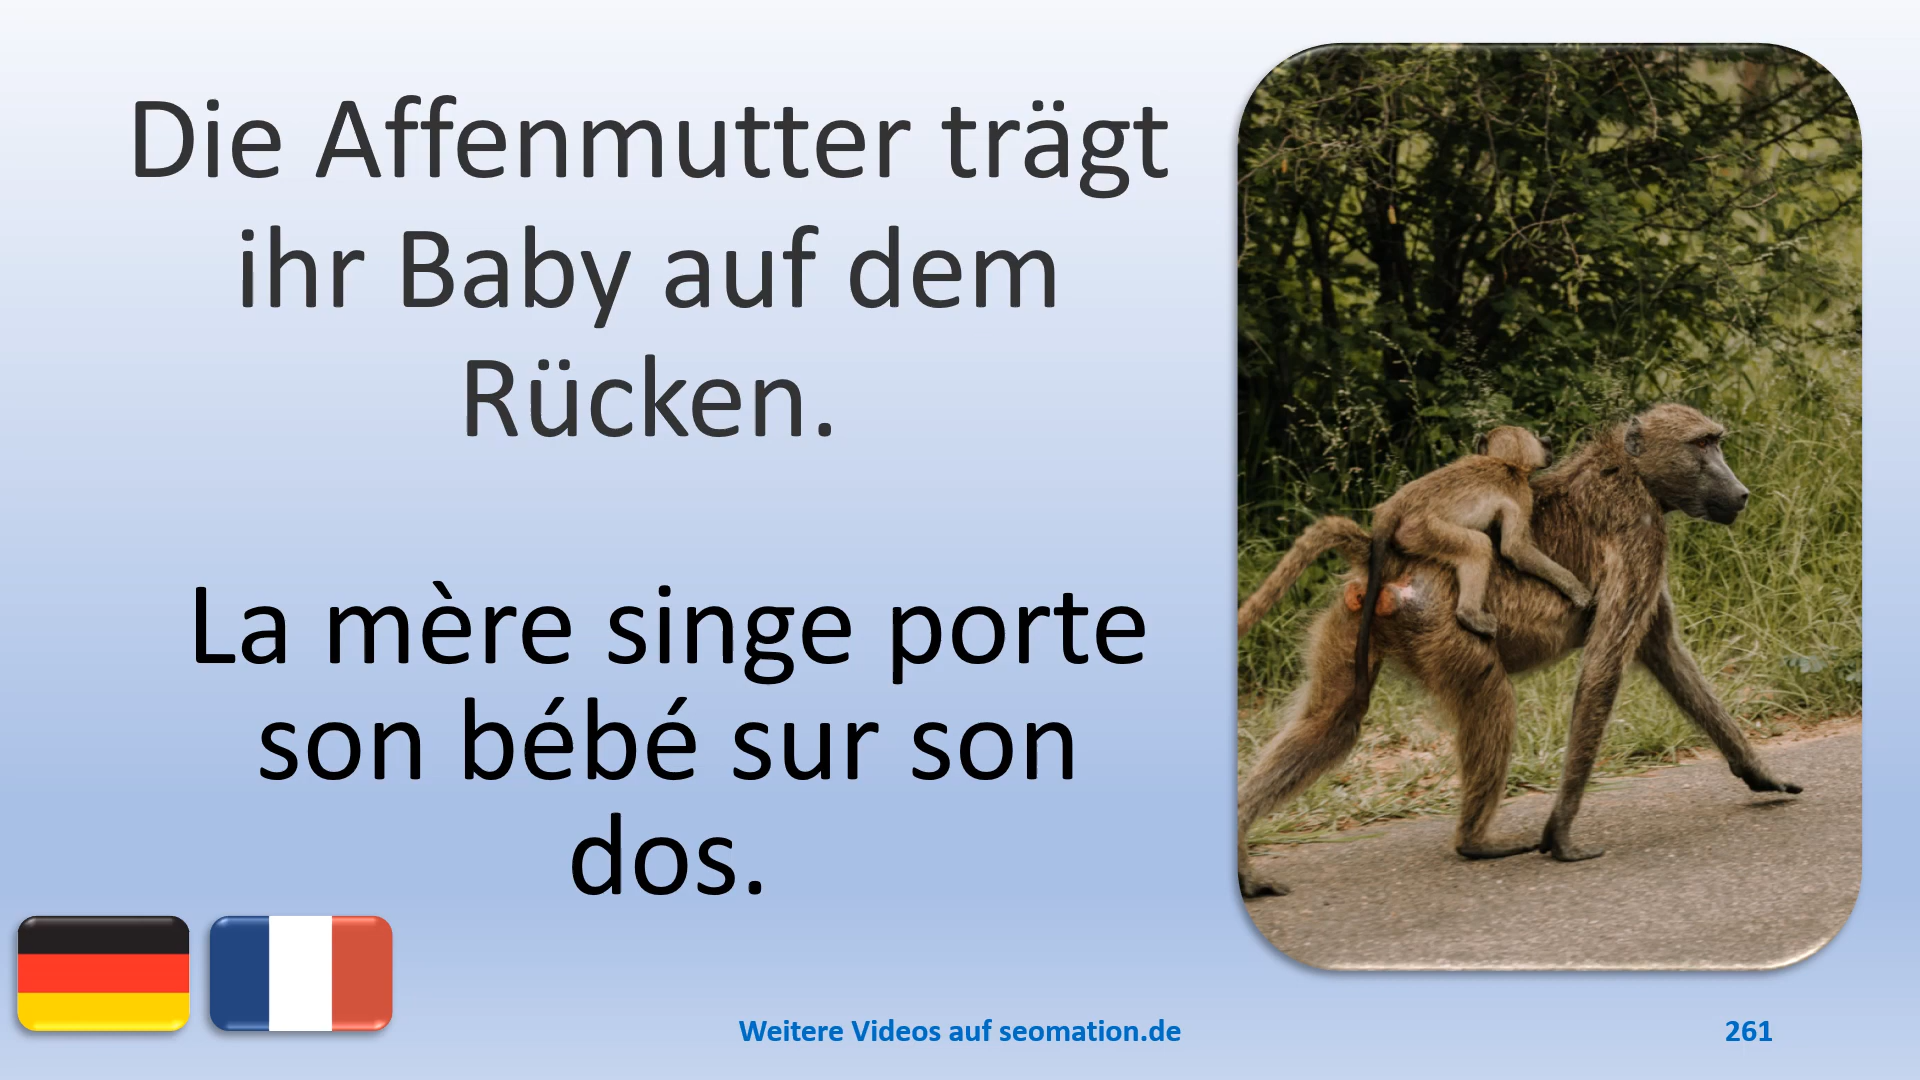 Die Affenmutter trägt
ihr Baby auf dem
Rücken.
La mère singe porte
son bébé sur son
dos.
Weitere Videos auf seomation.de
261